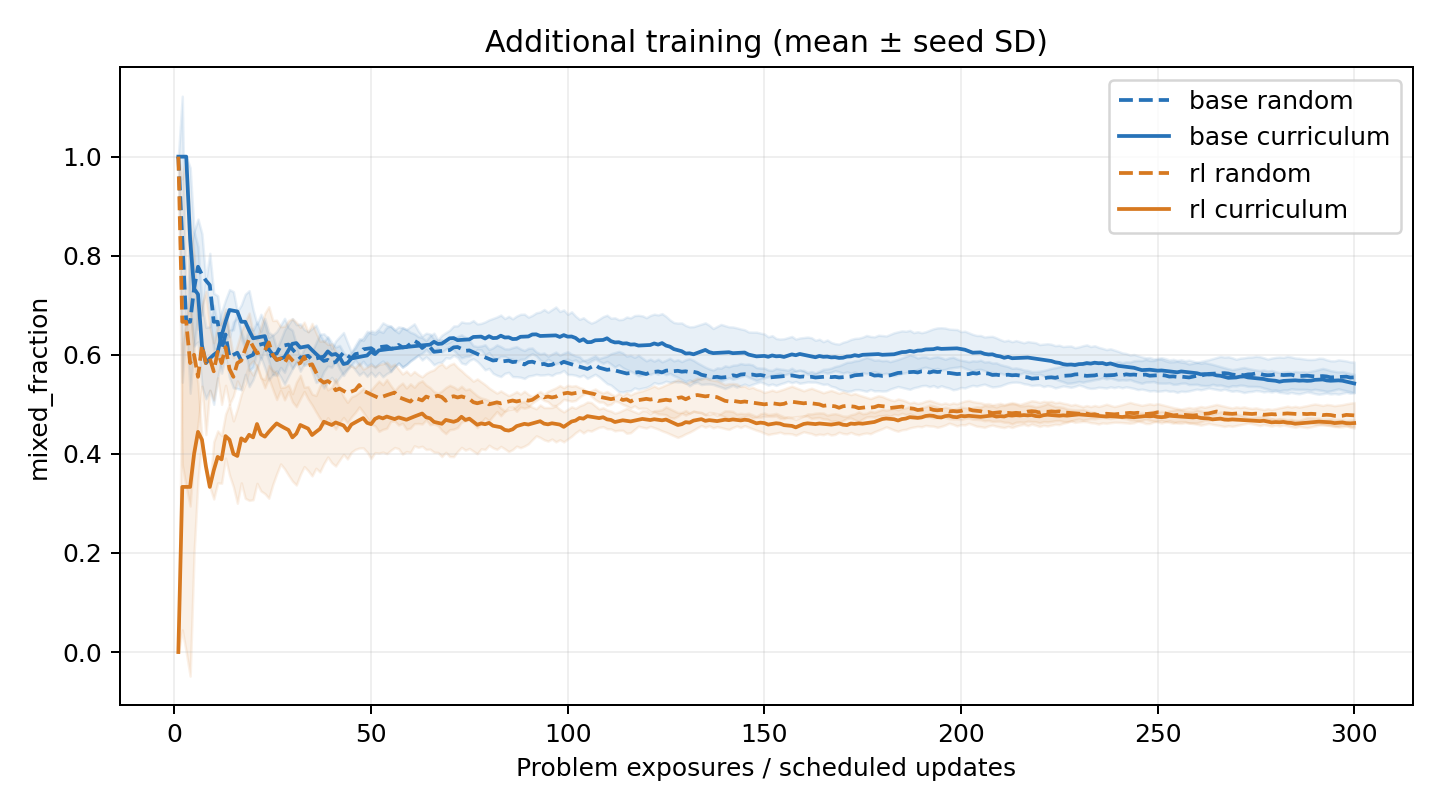 Additional training (mean ± seed SD)
base random
base curriculum
rl random
rl curriculum
mixed_fraction
1.0
0.8
0.6
0.4
0.2
0.0
0 50 100 150 200 250 300
Problem exposures / scheduled updates